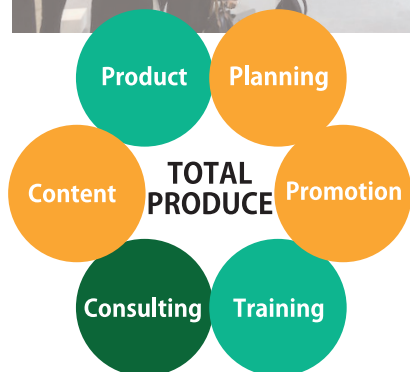 Product
Planning
Content
TOTAL
PRODUCE
Promotion
Consulting
Training